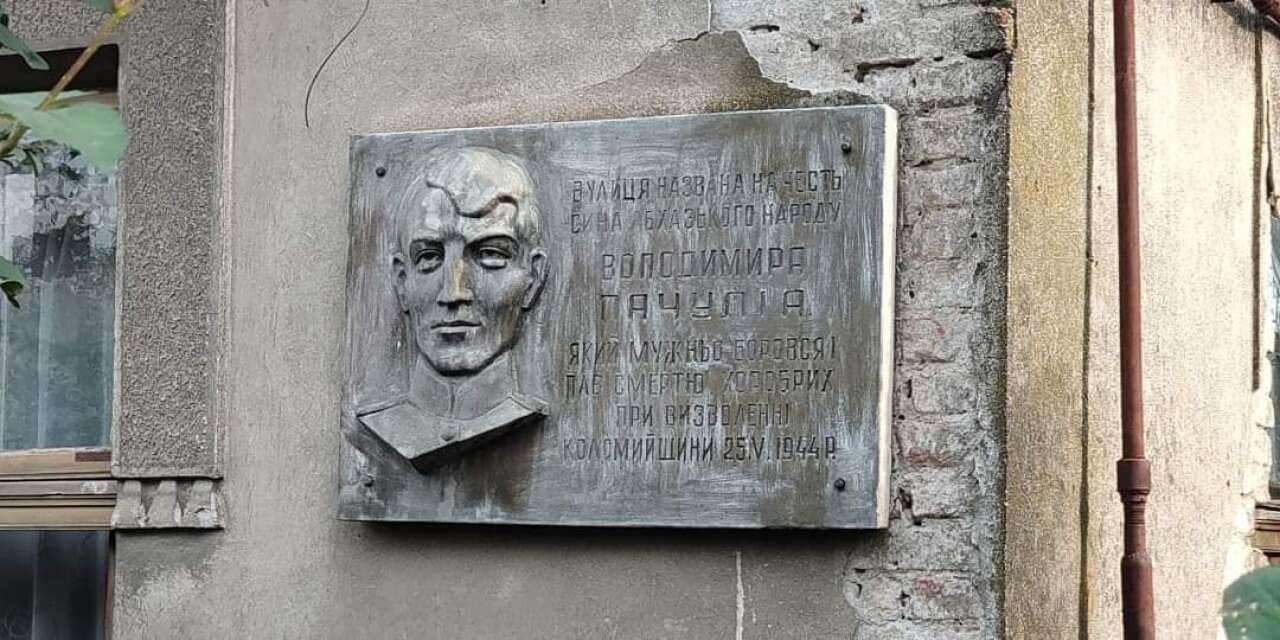 ВУЛИЦЯ НАЗВАНА НА ЧЕСТЬ
СИНА АБХАЗЬКОГО НАРОДУ
ВОЛОДИМИРА
ПАЧУЛІА,
ЯКИЙ МУЖНЬО БОРОВСЯ І
ПАВ СМЕРТЮ ХОРОБРИХ
ПРИ ВИЗВОЛЕННІ
КОЛОМИЙЩИНИ 25.V.1944 Р.